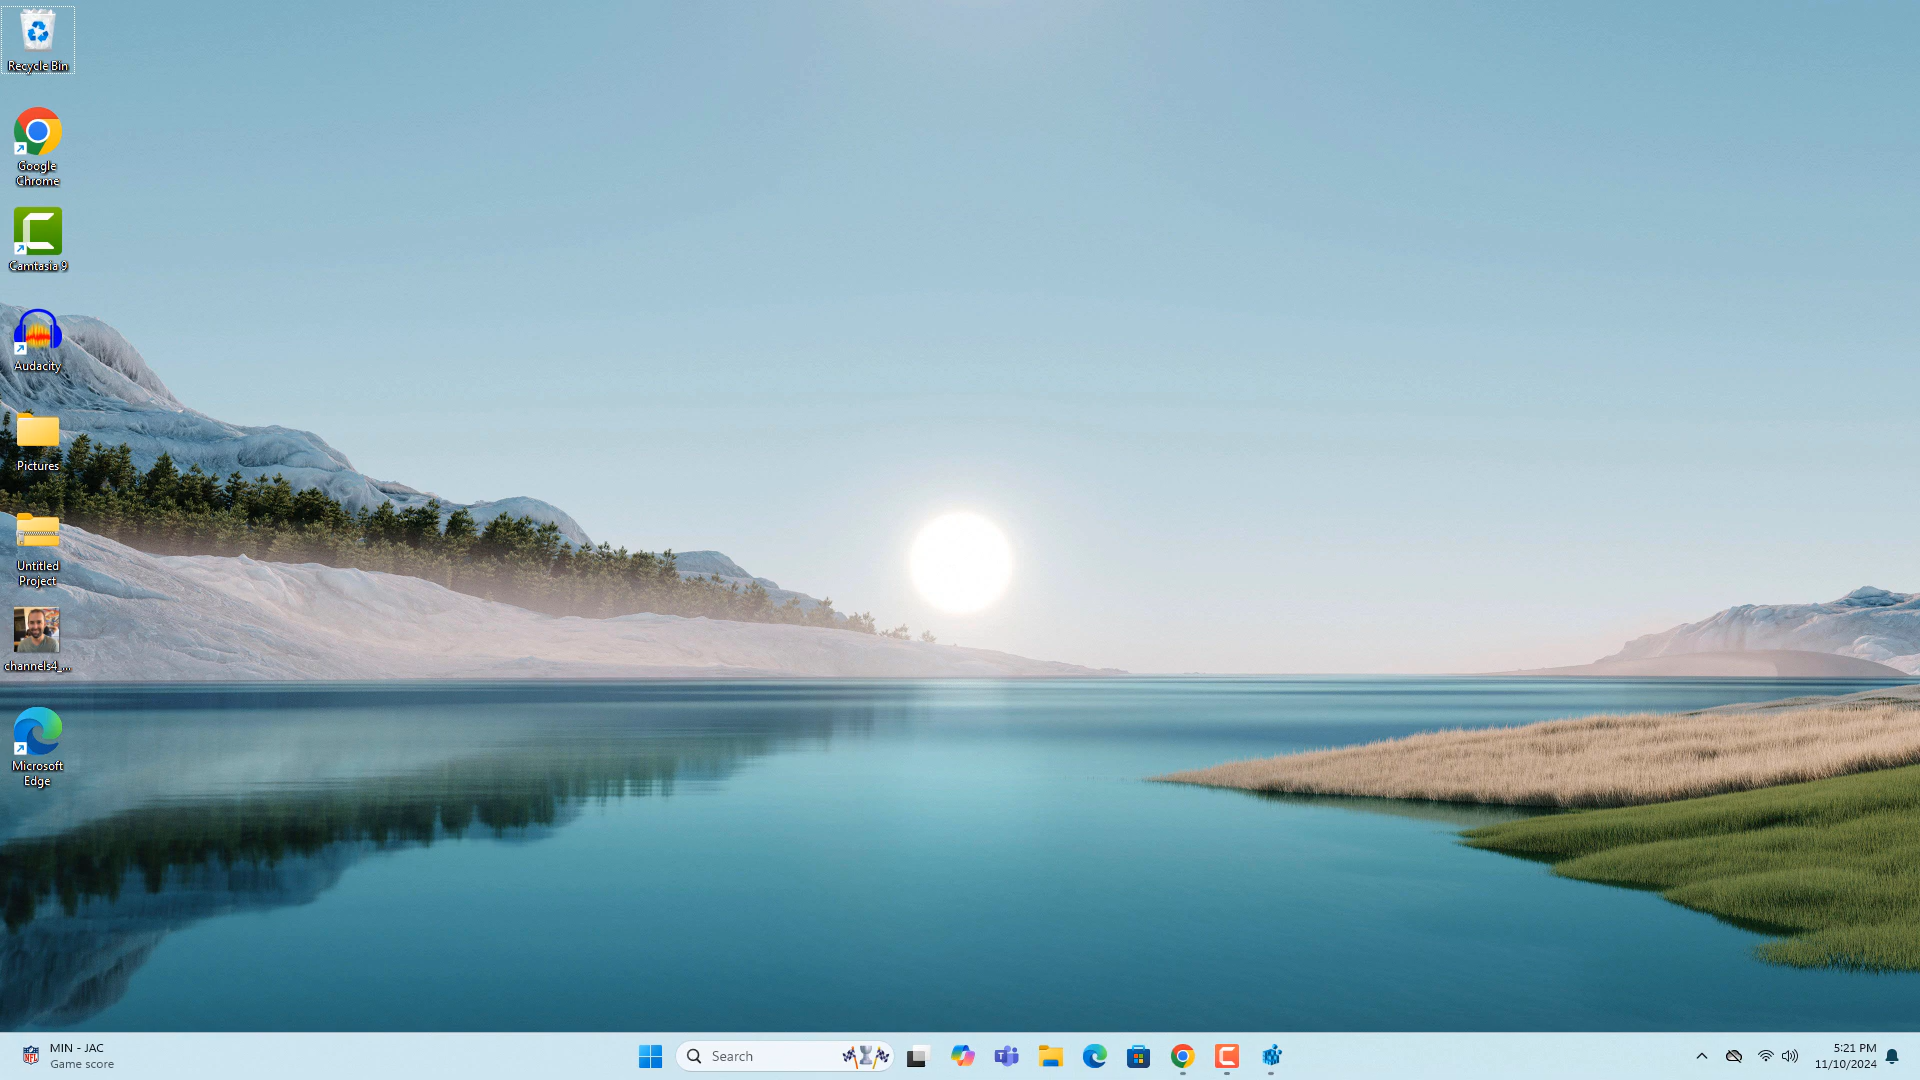 Recycle Bin
Google
Chrome
Camtasia 9
Audacity
Pictures
Untitled
Project
channels4_...
Microsoft
Edge
NFL
MIN - JAC
Game score
Search
5:21 PM
11/10/2024